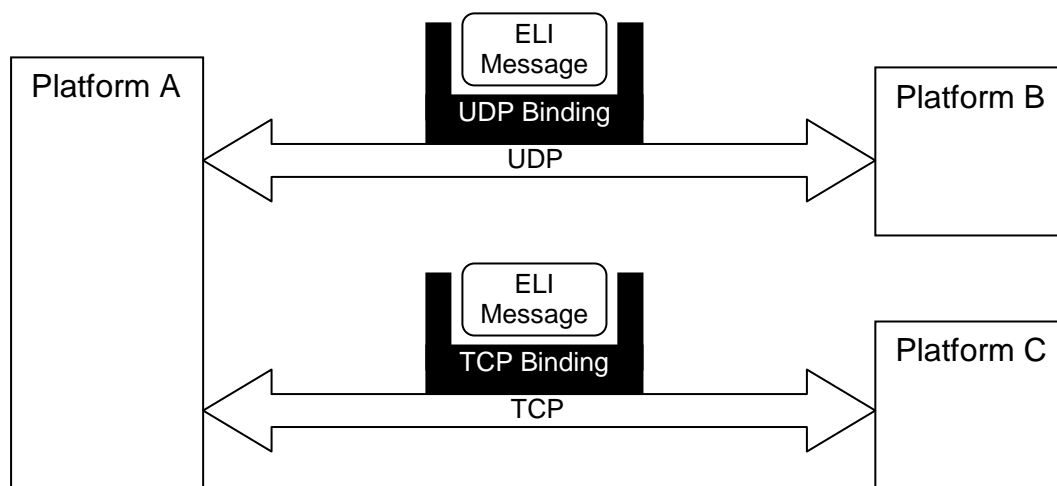 Platform A
ELI
Message
UDP Binding
UDP
Platform B
ELI
Message
TCP Binding
TCP
Platform C